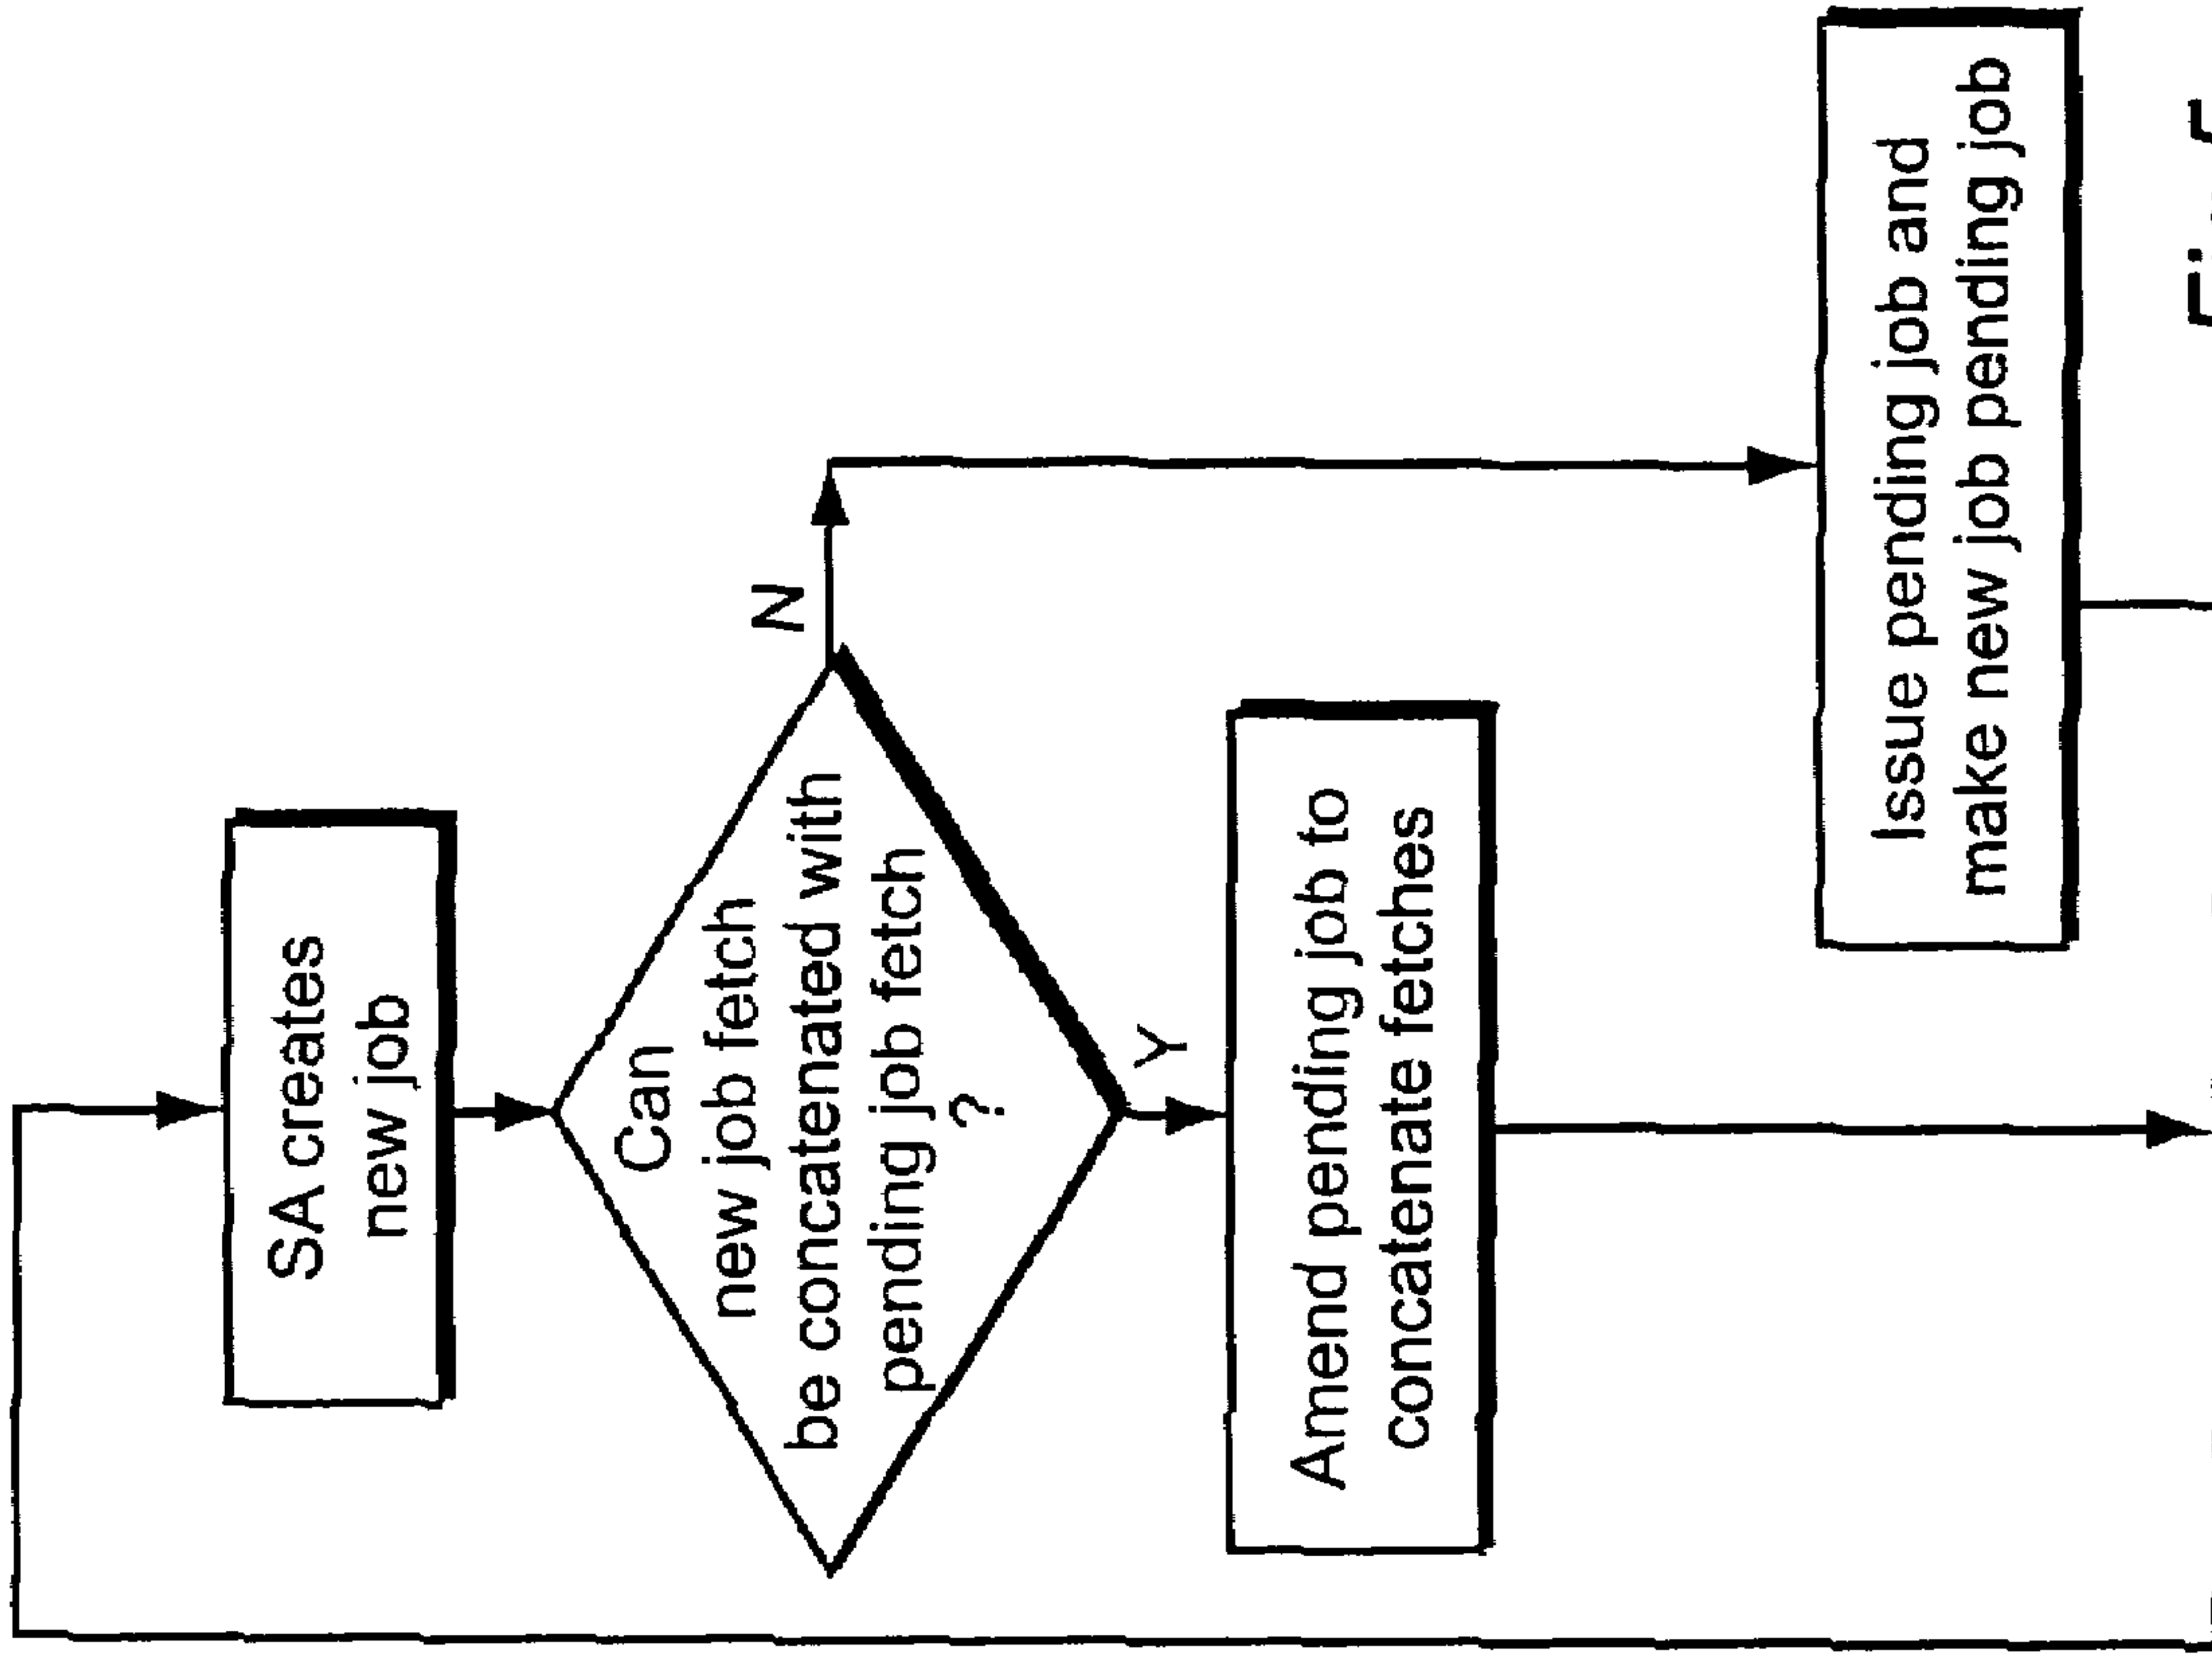 SA creates
new job
Can
new job fetch
be concatenated with
pending job fetch
?
N
Y
Amend pending job to
concatenate fetches
Issue pending job and
make new job pending job